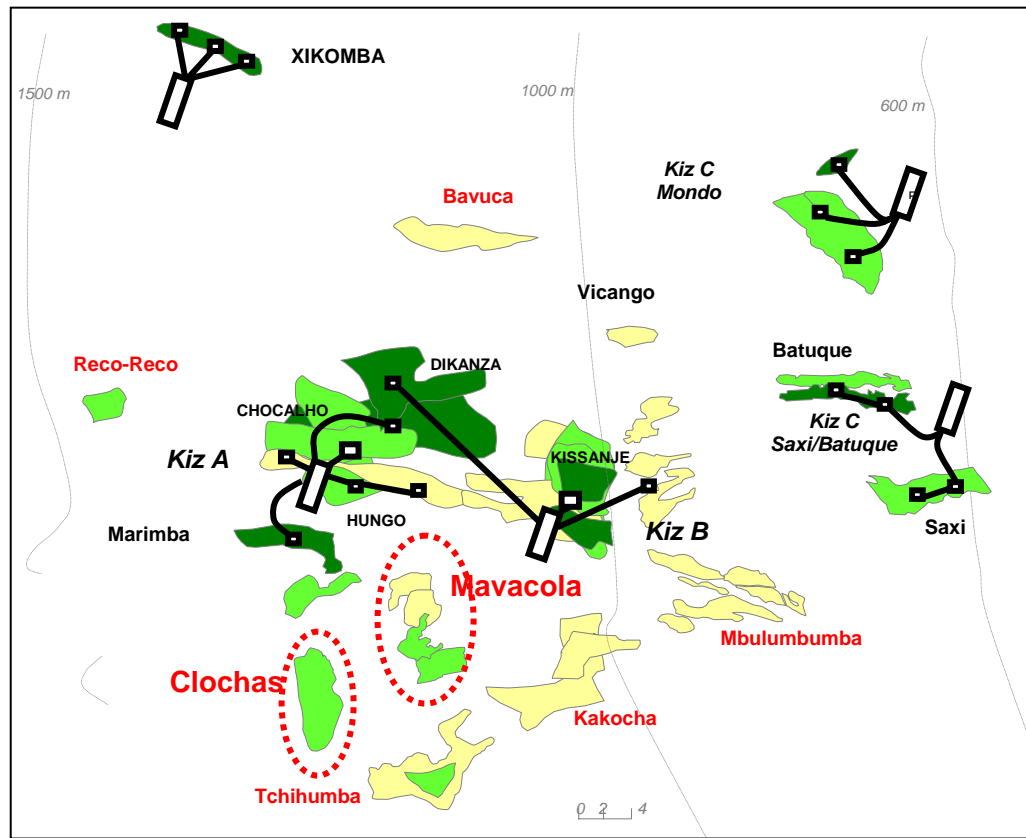 XIKOMBA
1500 m
1000 m
600 m
Kiz C
Mondo
Bavuca
Vicango
Reco-Reco
DIKANZA
Batuque
CHOCALHO
Kiz C
Saxi/Batuque
Kiz A
KISSANJE
HUNGO
Kiz B
Marimba
Saxi
Mavacola
Mbulumbumba
Clochas
Kakocha
Tchihumba
0 2 4